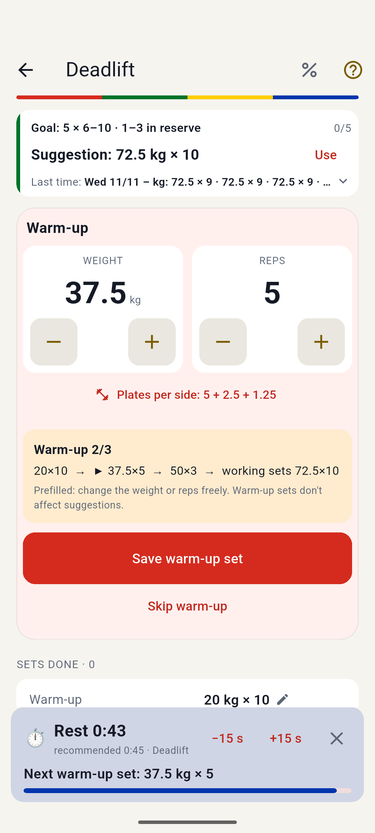 Deadlift
Goal: 5 × 6–10 · 1–3 in reserve 0/5
Suggestion: 72.5 kg × 10 Use
Last time: Wed 11/11 – kg: 72.5 × 9 · 72.5 × 9 · 72.5 × 9 · …
Warm-up
WEIGHT REPS
37.5 kg 5
− + − +
Plates per side: 5 + 2.5 + 1.25
Warm-up 2/3
20×10 → ► 37.5×5 → 50×3 → working sets 72.5×10
Prefilled: change the weight or reps freely. Warm-up sets don't
affect suggestions.
Save warm-up set
Skip warm-up
SETS DONE · 0
Warm-up 20 kg × 10
Rest 0:43 −15 s +15 s
recommended 0:45 · Deadlift
Next warm-up set: 37.5 kg × 5